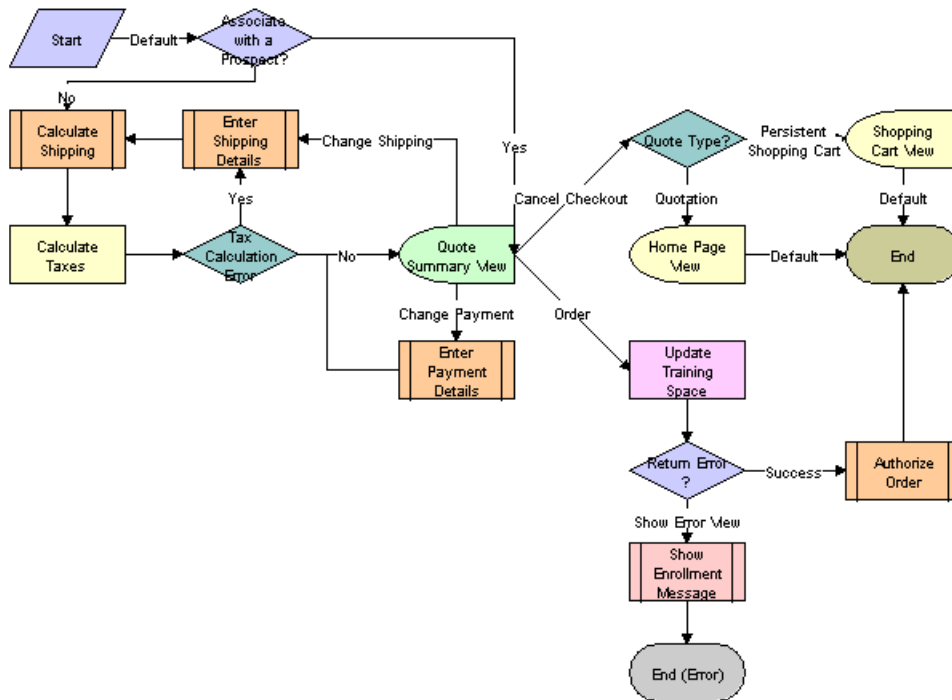 Start
Default
Associate
with a
Prospect?
No
Calculate
Shipping
Enter
Shipping
Details
Change Shipping
Yes
Quote Type?
Persistent
Shopping Cart
Shopping
Cart View
Yes
Cancel Checkout
Quotation
Default
Calculate
Taxes
Tax
Calculation
Error
No
Quote
Summary View
Home Page
View
Default
End
Change Payment
Order
Enter
Payment
Details
Update
Training
Space
Return Error
?
Success
Authorize
Order
Show Error View
Show
Enrollment
Message
End (Error)